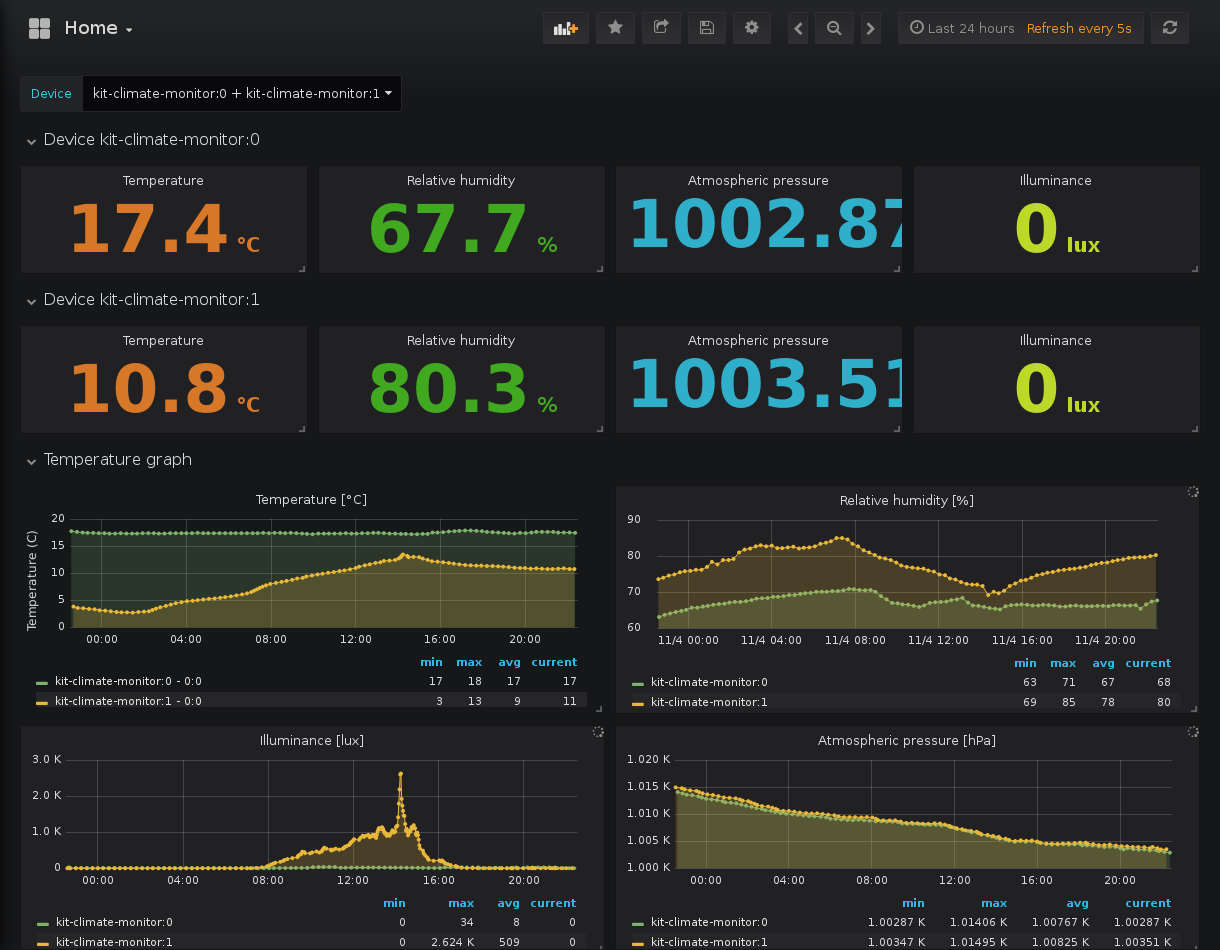 Home
Last 24 hours Refresh every 5s
Device kit-climate-monitor:0 + kit-climate-monitor:1
Device kit-climate-monitor:0
Temperature Relative humidity Atmospheric pressure Illuminance
17.4 °C 67.7 % 1002.87 0 lux
Device kit-climate-monitor:1
Temperature Relative humidity Atmospheric pressure Illuminance
10.8 °C 80.3 % 1003.51 0 lux
Temperature graph
Temperature [°C]
Temperature (C)
20
15
10
5
0
00:00 04:00 08:00 12:00 16:00 20:00
min max avg current
kit-climate-monitor:0 - 0:0 17 18 17 17
kit-climate-monitor:1 - 0:0 3 13 9 11
Relative humidity [%]
90
80
70
60
11/4 00:00 11/4 04:00 11/4 08:00 11/4 12:00 11/4 16:00 11/4 20:00
min max avg current
kit-climate-monitor:0 63 71 67 68
kit-climate-monitor:1 69 85 78 80
Illuminance [lux]
3.0 K
2.0 K
1.0 K
0
00:00 04:00 08:00 12:00 16:00 20:00
min max avg current
kit-climate-monitor:0 0 34 8 0
kit-climate-monitor:1 0 2.624 K 509 0
Atmospheric pressure [hPa]
1.020 K
1.015 K
1.010 K
1.005 K
1.000 K
00:00 04:00 08:00 12:00 16:00 20:00
min max avg current
kit-climate-monitor:0 1.00287 K 1.01406 K 1.00767 K 1.00287 K
kit-climate-monitor:1 1.00347 K 1.01495 K 1.00825 K 1.00351 K